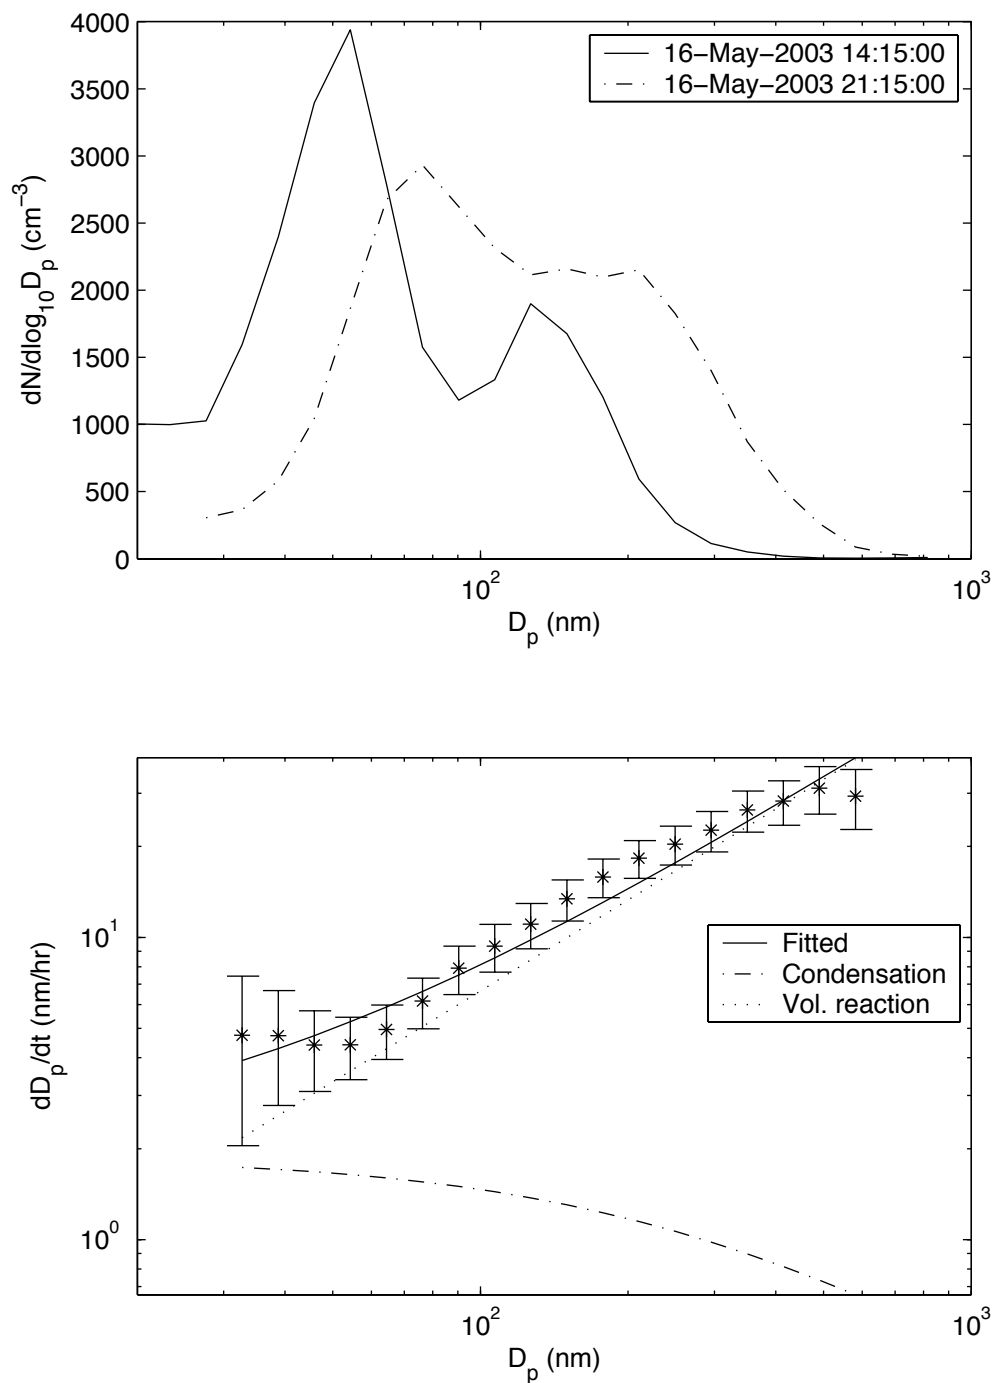 4000
3500
3000
2500
2000
1500
1000
500
0
dN/dlog10Dp (cm−3)
16−May−2003 14:15:00
16−May−2003 21:15:00
10^2
10^3
Dp (nm)
10^1
10^0
dDp/dt (nm/hr)
Fitted
Condensation
Vol. reaction
10^2
10^3
Dp (nm)